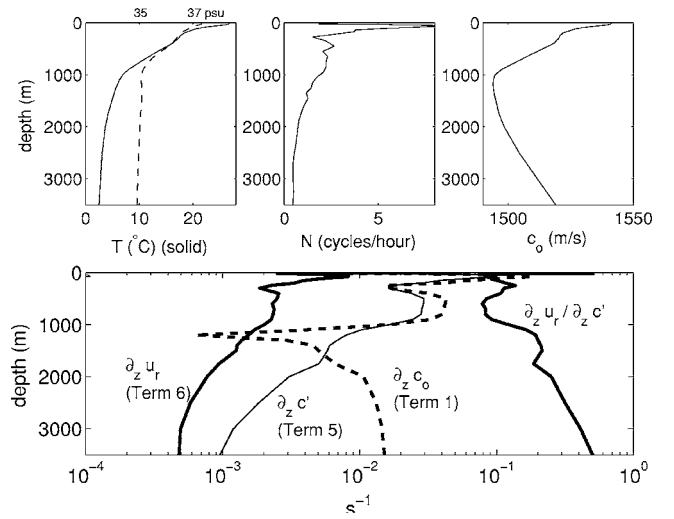 35 37 psu
0 0 0
1000 1000 1000
2000 2000 2000
3000 3000 3000
depth (m)
0 10 20 0 5 1500 1550
T (°C) (solid) N (cycles/hour) c₀ (m/s)
0
1000
2000
3000
depth (m)
∂z uᵣ / ∂z c'
∂z uᵣ
(Term 6)
∂z c'
(Term 5)
∂z c₀
(Term 1)
10⁻⁴ 10⁻³ 10⁻² 10⁻¹ 10⁰
s⁻¹